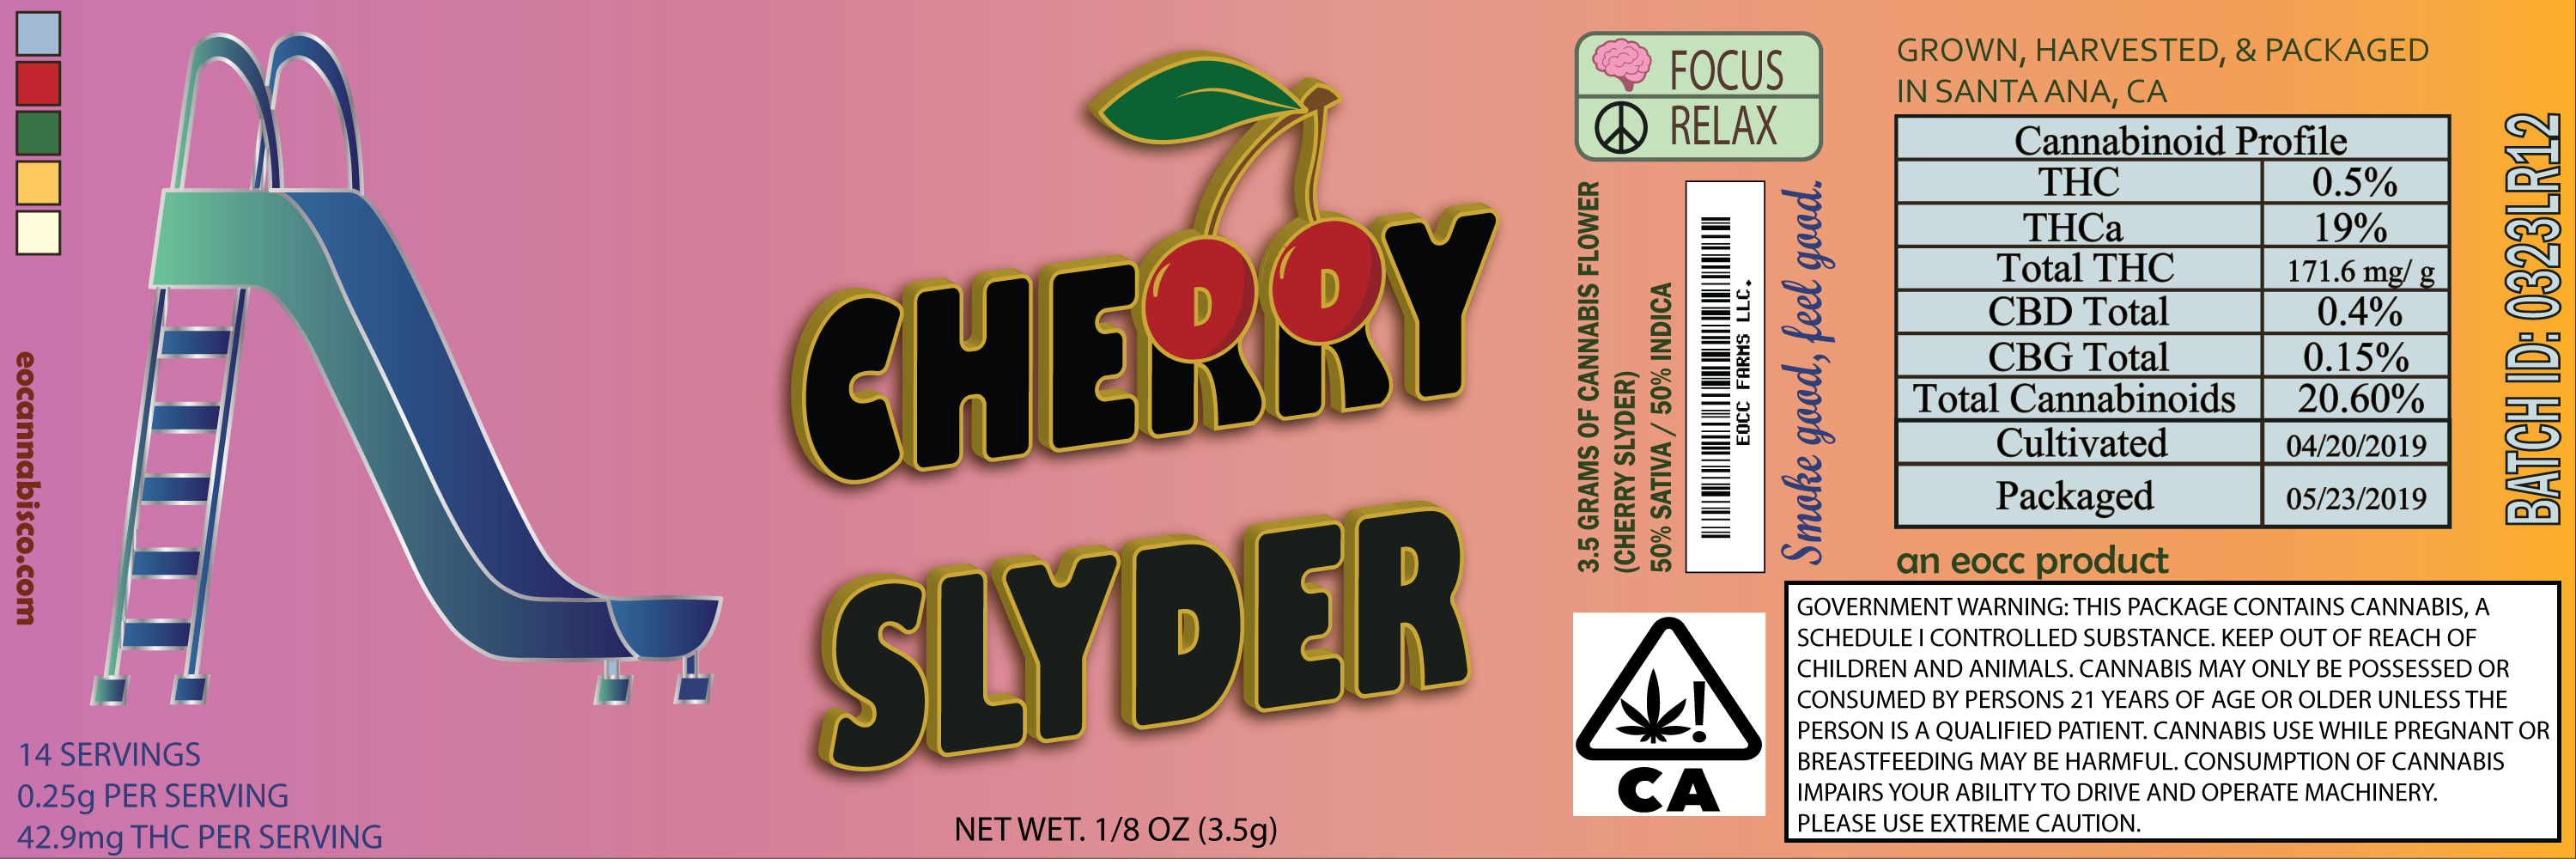 eocannabisco.com
14 SERVINGS
0.25g PER SERVING
42.9mg THC PER SERVING
CHERRY
SLYDER
NET WET. 1/8 OZ (3.5g)
FOCUS
RELAX
3.5 GRAMS OF CANNABIS FLOWER
(CHERRY SLYDER)
50% SATIVA / 50% INDICA
EOCC FARMS LLC.
Smoke good, feel good.
CA
GROWN, HARVESTED, & PACKAGED
IN SANTA ANA, CA
Cannabinoid Profile
THC 0.5%
THCa 19%
Total THC 171.6 mg/ g
CBD Total 0.4%
CBG Total 0.15%
Total Cannabinoids 20.60%
Cultivated 04/20/2019
Packaged 05/23/2019
an eocc product
BATCH ID: 0323LR12
GOVERNMENT WARNING: THIS PACKAGE CONTAINS CANNABIS, A
SCHEDULE I CONTROLLED SUBSTANCE. KEEP OUT OF REACH OF
CHILDREN AND ANIMALS. CANNABIS MAY ONLY BE POSSESSED OR
CONSUMED BY PERSONS 21 YEARS OF AGE OR OLDER UNLESS THE
PERSON IS A QUALIFIED PATIENT. CANNABIS USE WHILE PREGNANT OR
BREASTFEEDING MAY BE HARMFUL. CONSUMPTION OF CANNABIS
IMPAIRS YOUR ABILITY TO DRIVE AND OPERATE MACHINERY.
PLEASE USE EXTREME CAUTION.